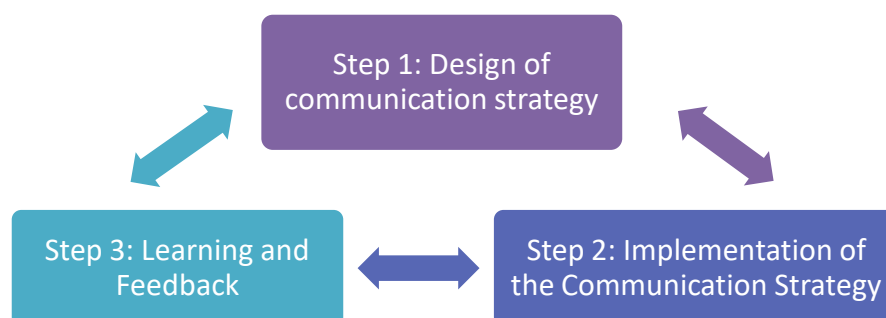 Step 1: Design of
communication strategy
Step 3: Learning and
Feedback
Step 2: Implementation of
the Communication Strategy